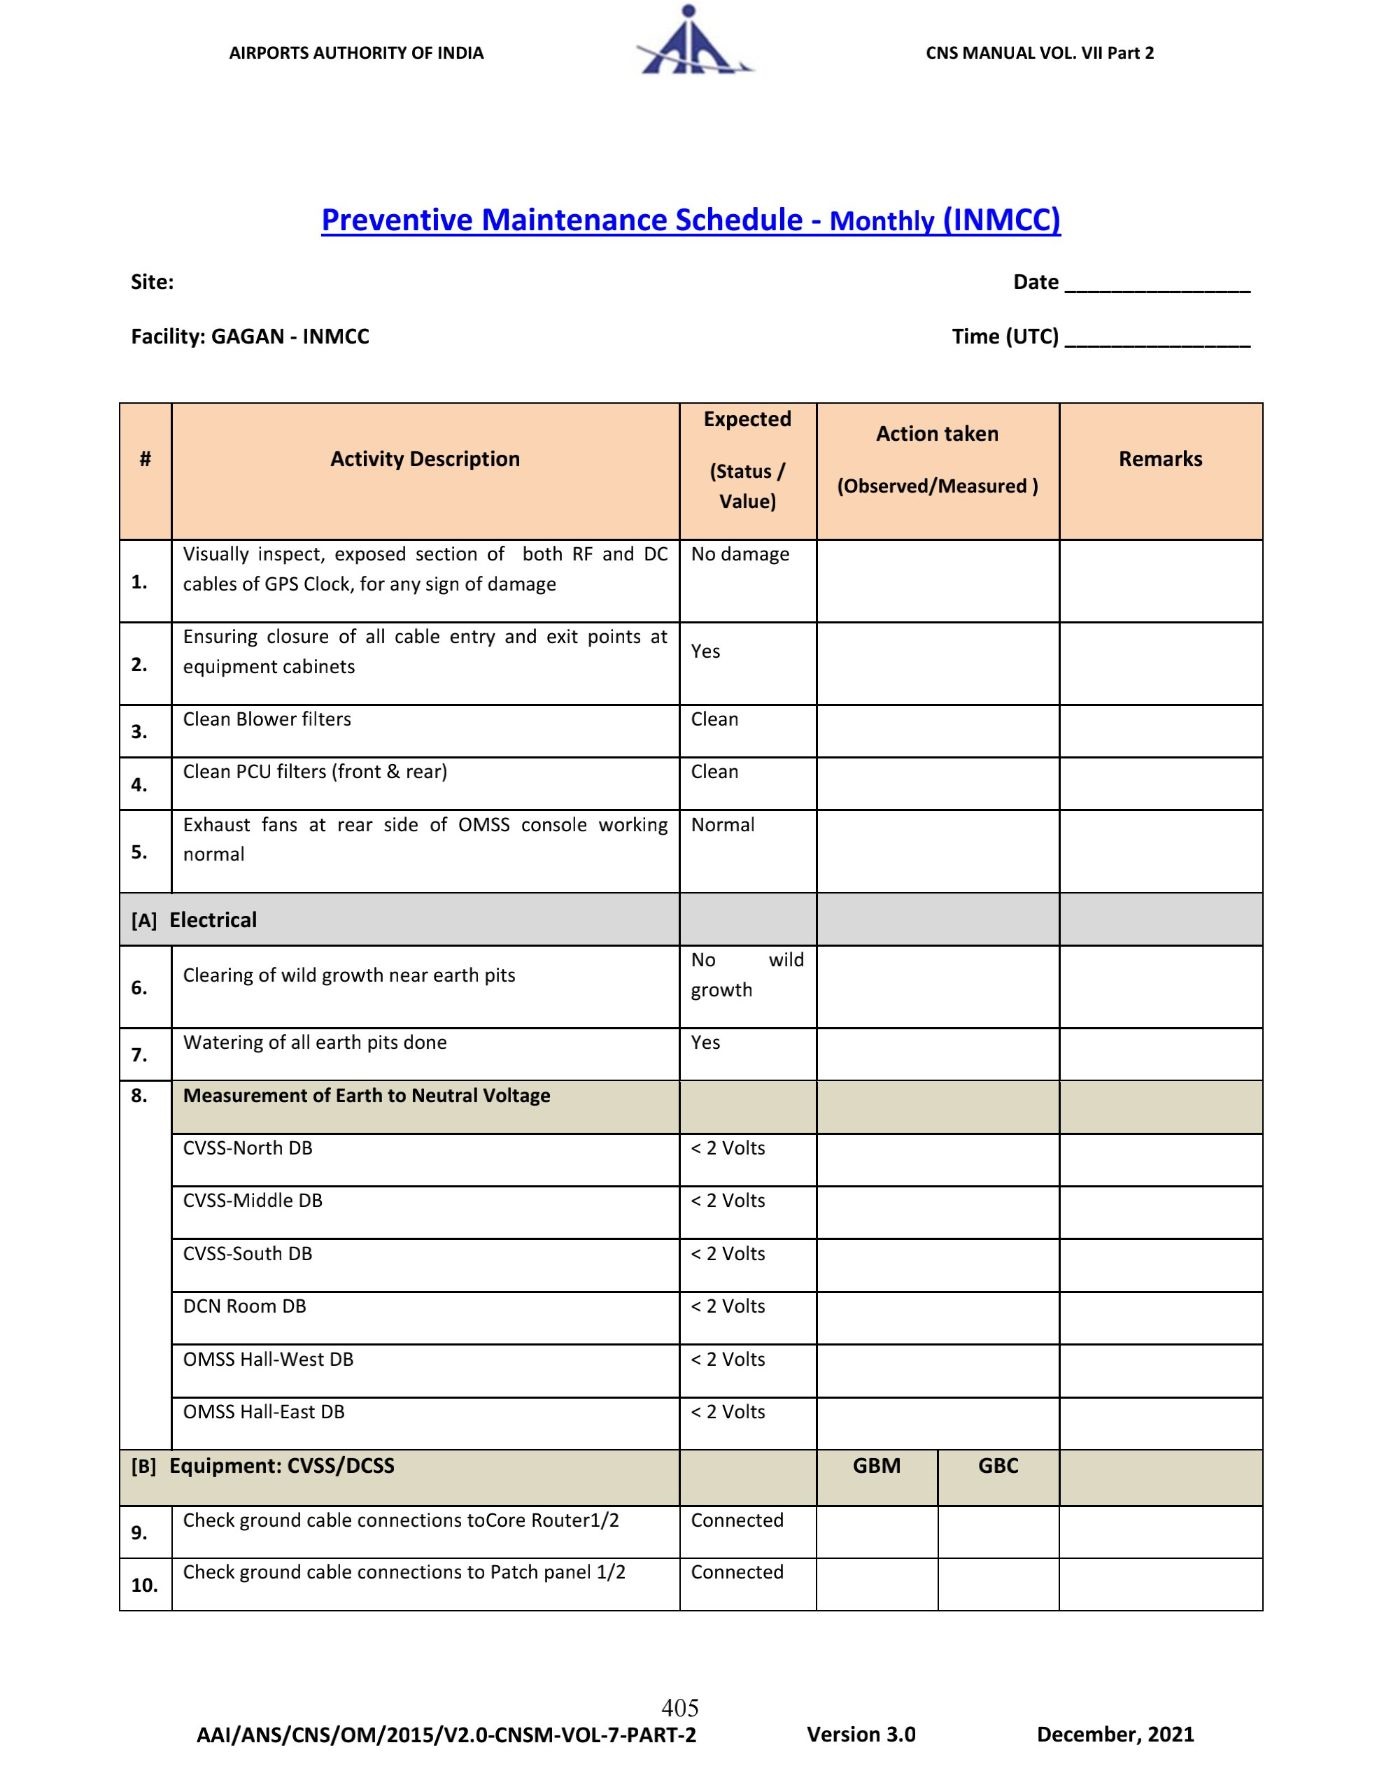 AIRPORTS AUTHORITY OF INDIA
CNS MANUAL VOL. VII Part 2
Preventive Maintenance Schedule - Monthly (INMCC)
Site:
Date ________________
Facility: GAGAN - INMCC
Time (UTC) ________________
#
Activity Description
Expected
(Status /
Value)
Action taken
(Observed/Measured )
Remarks
1.
Visually inspect, exposed section of both RF and DC
cables of GPS Clock, for any sign of damage
No damage
2.
Ensuring closure of all cable entry and exit points at
equipment cabinets
Yes
3.
Clean Blower filters
Clean
4.
Clean PCU filters (front & rear)
Clean
5.
Exhaust fans at rear side of OMSS console working
normal
Normal
[A] Electrical
6.
Clearing of wild growth near earth pits
No wild
growth
7.
Watering of all earth pits done
Yes
8.
Measurement of Earth to Neutral Voltage
CVSS-North DB
< 2 Volts
CVSS-Middle DB
< 2 Volts
CVSS-South DB
< 2 Volts
DCN Room DB
< 2 Volts
OMSS Hall-West DB
< 2 Volts
OMSS Hall-East DB
< 2 Volts
[B] Equipment: CVSS/DCSS
GBM
GBC
9.
Check ground cable connections toCore Router1/2
Connected
10.
Check ground cable connections to Patch panel 1/2
Connected
405
AAI/ANS/CNS/OM/2015/V2.0-CNSM-VOL-7-PART-2
Version 3.0
December, 2021